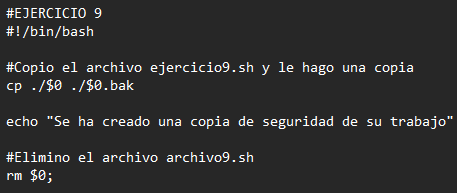 #EJERCICIO 9
#!/bin/bash
#Copio el archivo ejercicio9.sh y le hago una copia
cp ./$0 ./$0.bak
echo "Se ha creado una copia de seguridad de su trabajo"
#Elimino el archivo archivo9.sh
rm $0;